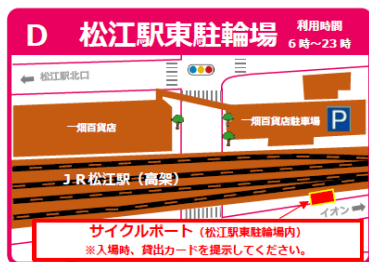 D 松江駅東駐輪場 利用時間
6時～23時
松江駅北口
一畑百貨店
一畑百貨店駐車場
P
JR松江駅（高架）
イオン
サイクルポート（松江駅東駐輪場内）
※入場時、貸出カードを提示してください。